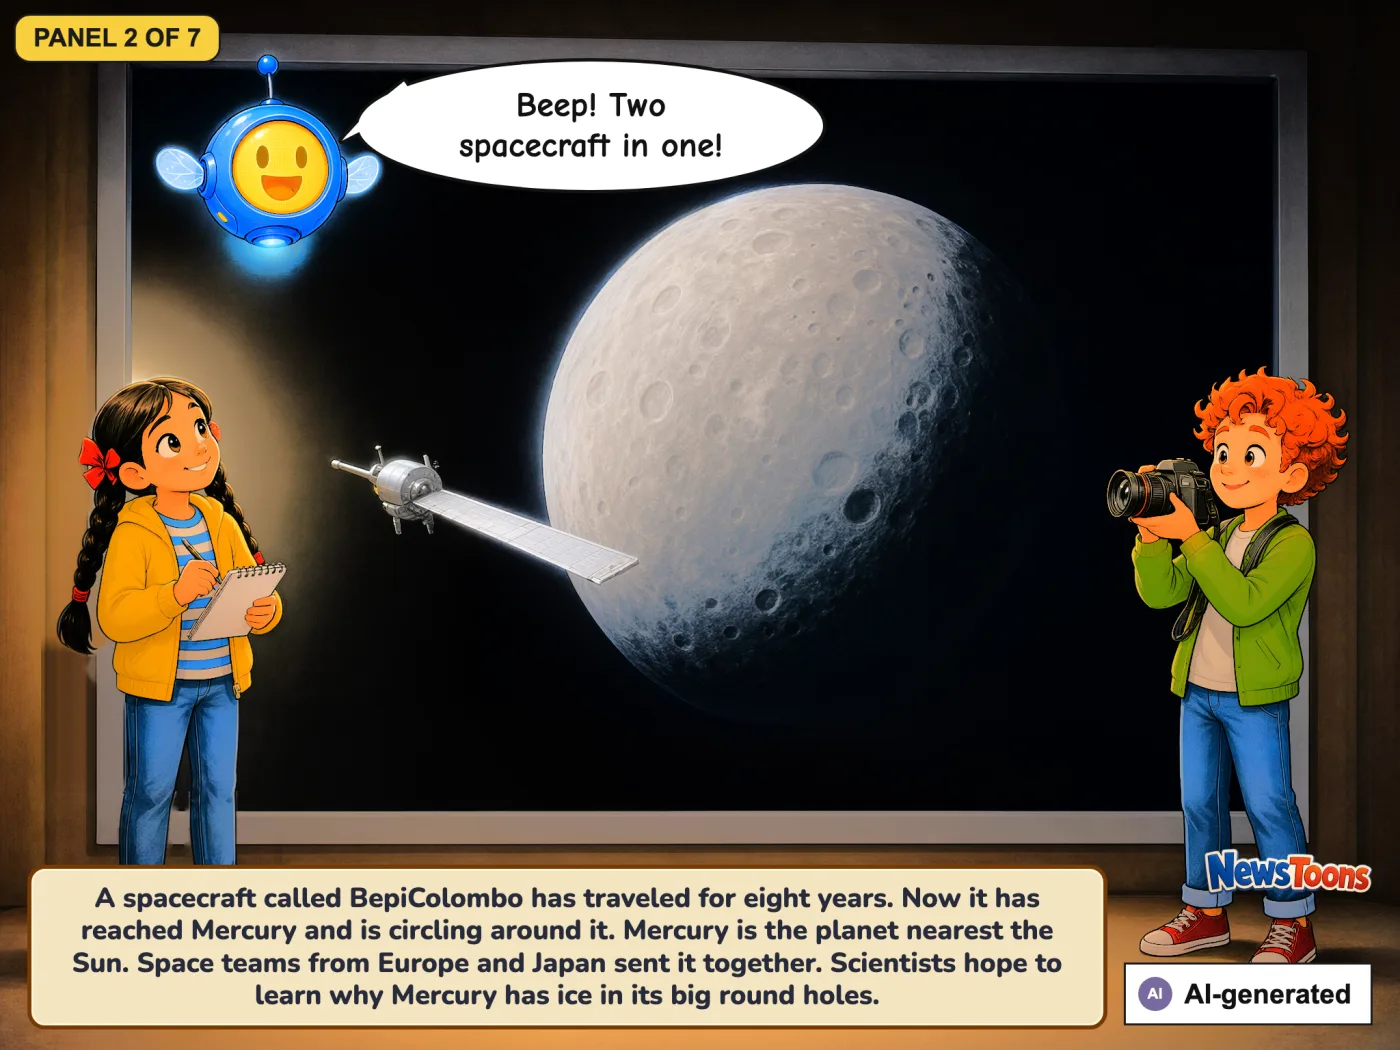 PANEL 2 OF 7
Beep! Two
spacecraft in one!
A spacecraft called BepiColombo has traveled for eight years. Now it has
reached Mercury and is circling around it. Mercury is the planet nearest the
Sun. Space teams from Europe and Japan sent it together. Scientists hope to
learn why Mercury has ice in its big round holes.
NewsToons
AI AI-generated